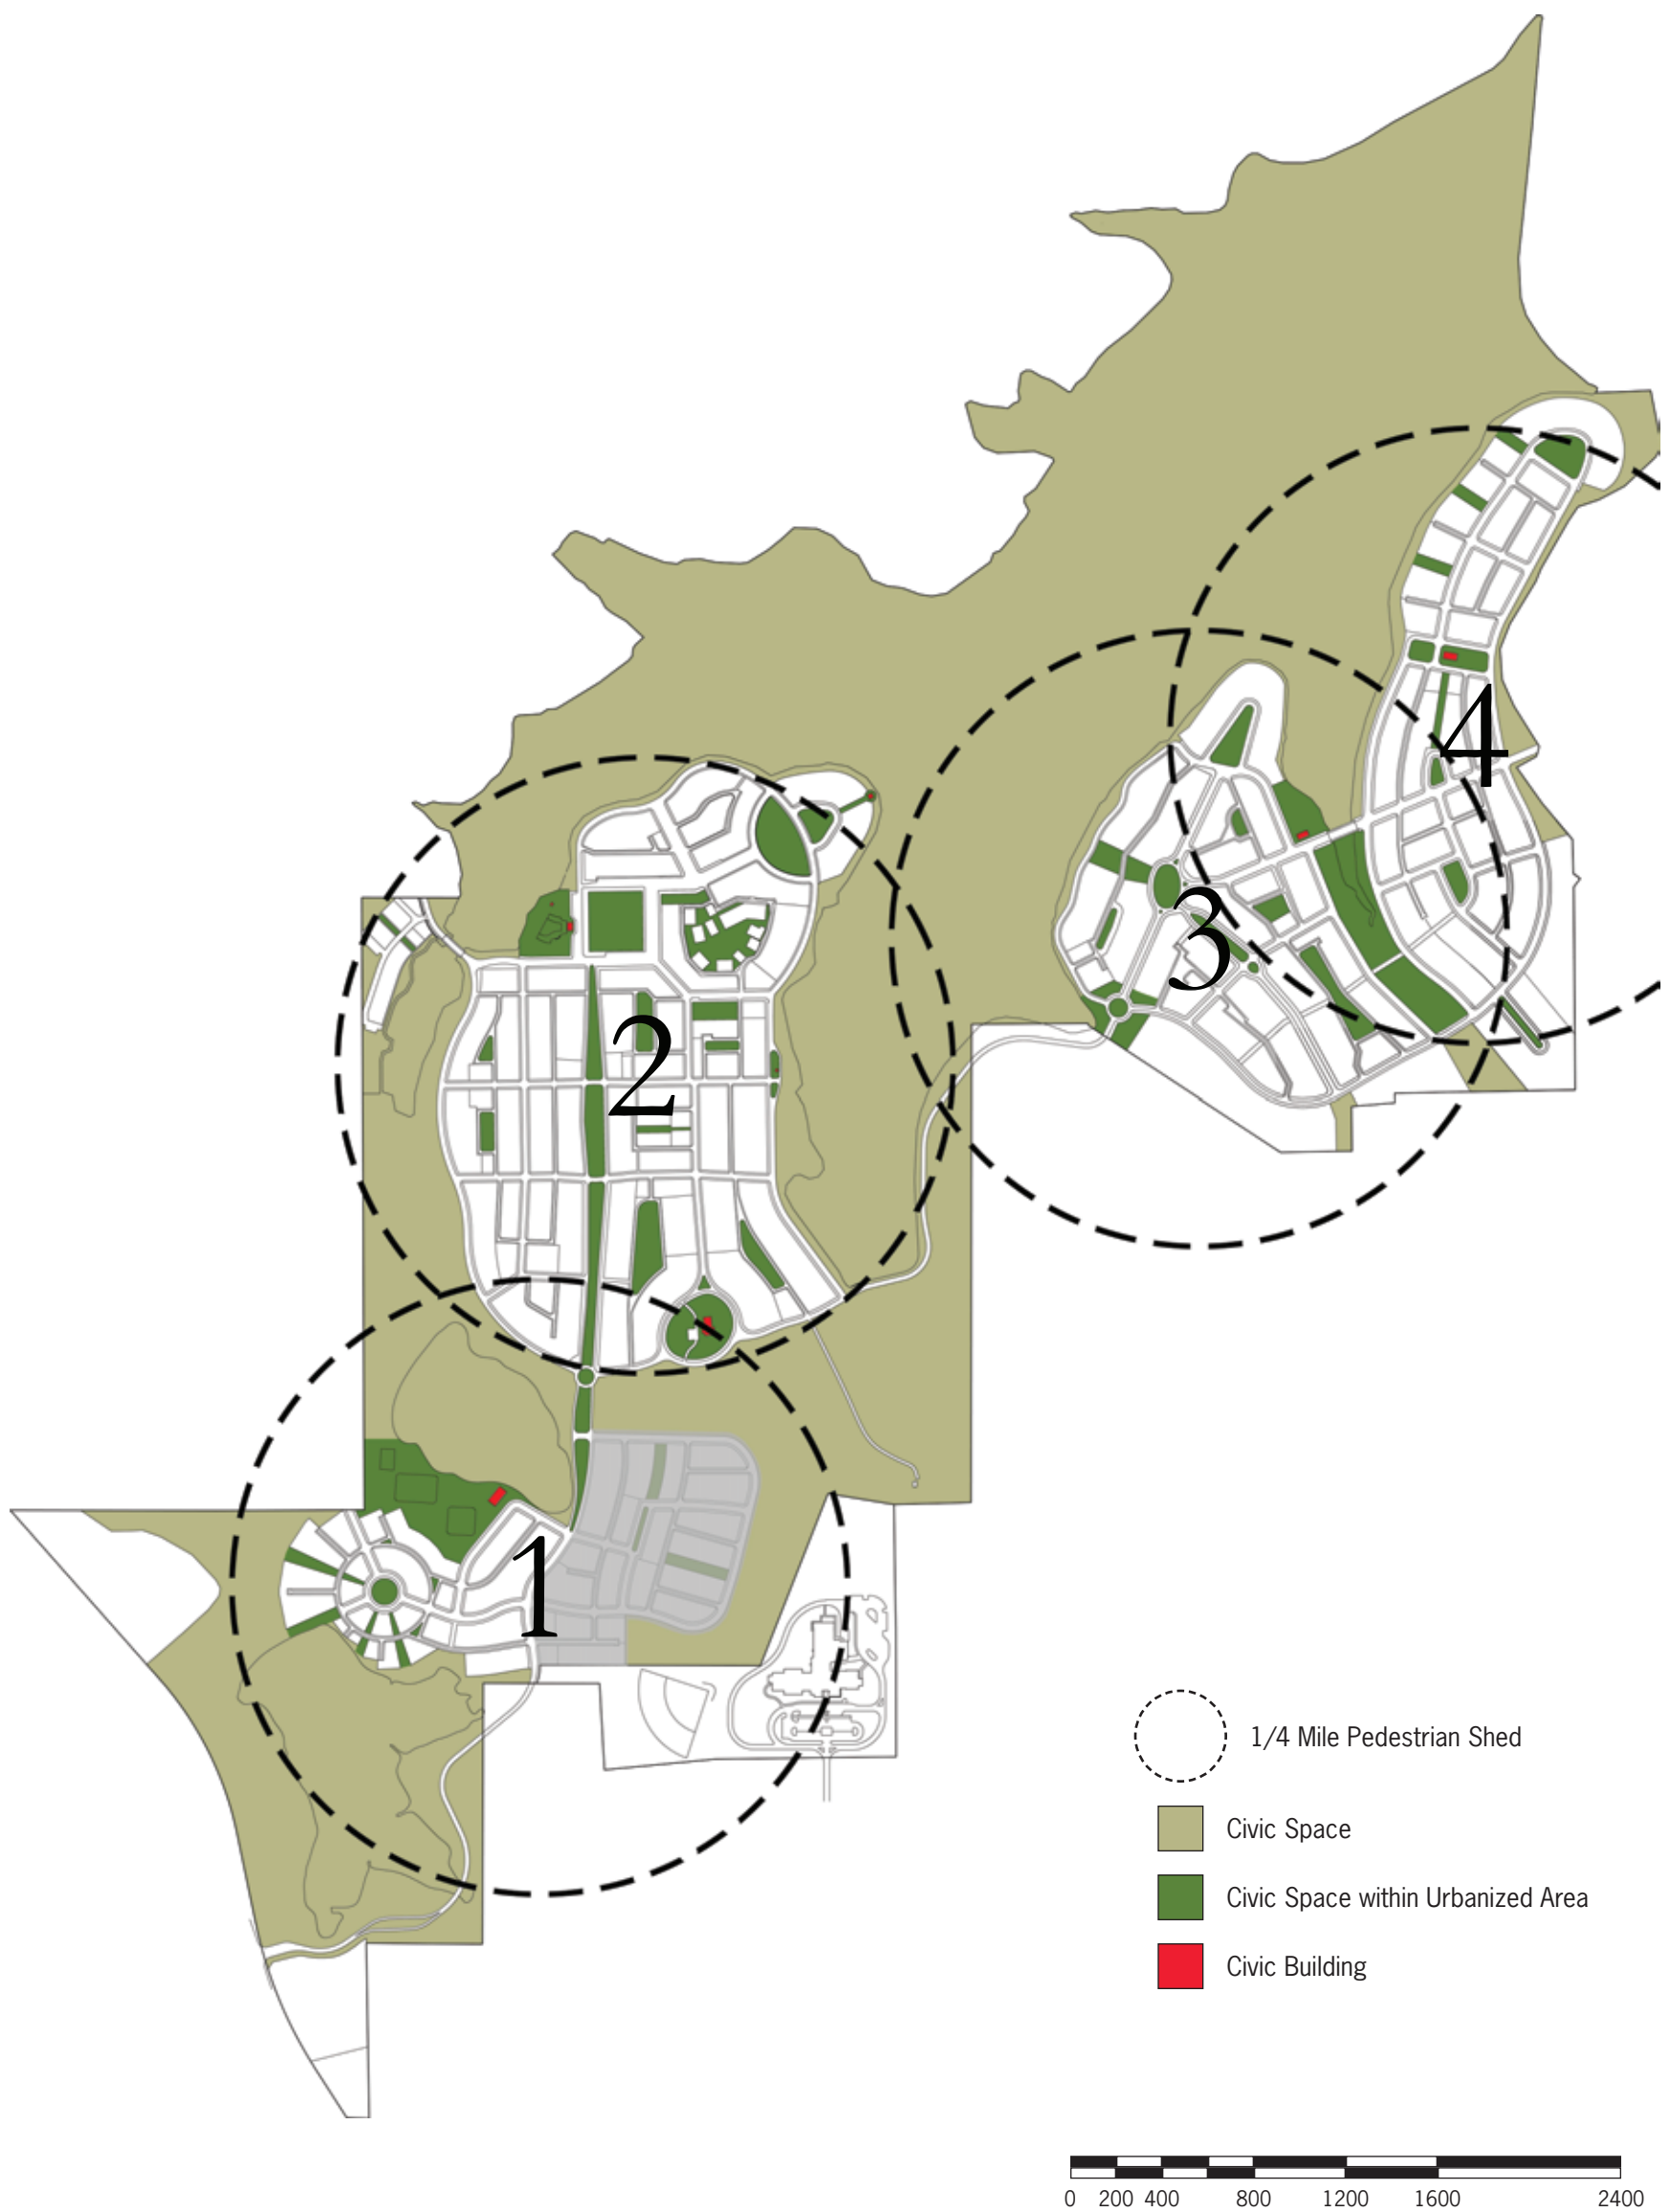 4
3
2
1
1/4 Mile Pedestrian Shed
Civic Space
Civic Space within Urbanized Area
Civic Building
0 200 400 800 1200 1600 2400